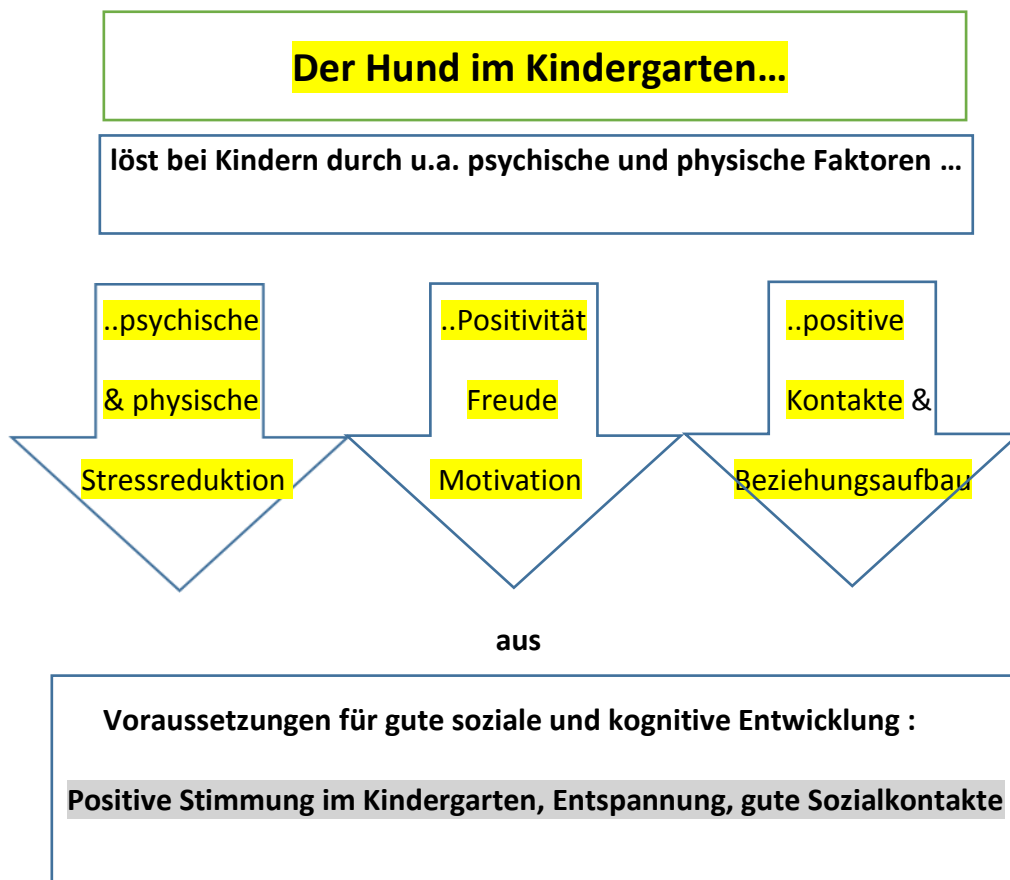 Der Hund im Kindergarten…
löst bei Kindern durch u.a. psychische und physische Faktoren …
..psychische
& physische
Stressreduktion
..Positivität
Freude
Motivation
..positive
Kontakte &
Beziehungsaufbau
aus
Voraussetzungen für gute soziale und kognitive Entwicklung :
Positive Stimmung im Kindergarten, Entspannung, gute Sozialkontakte